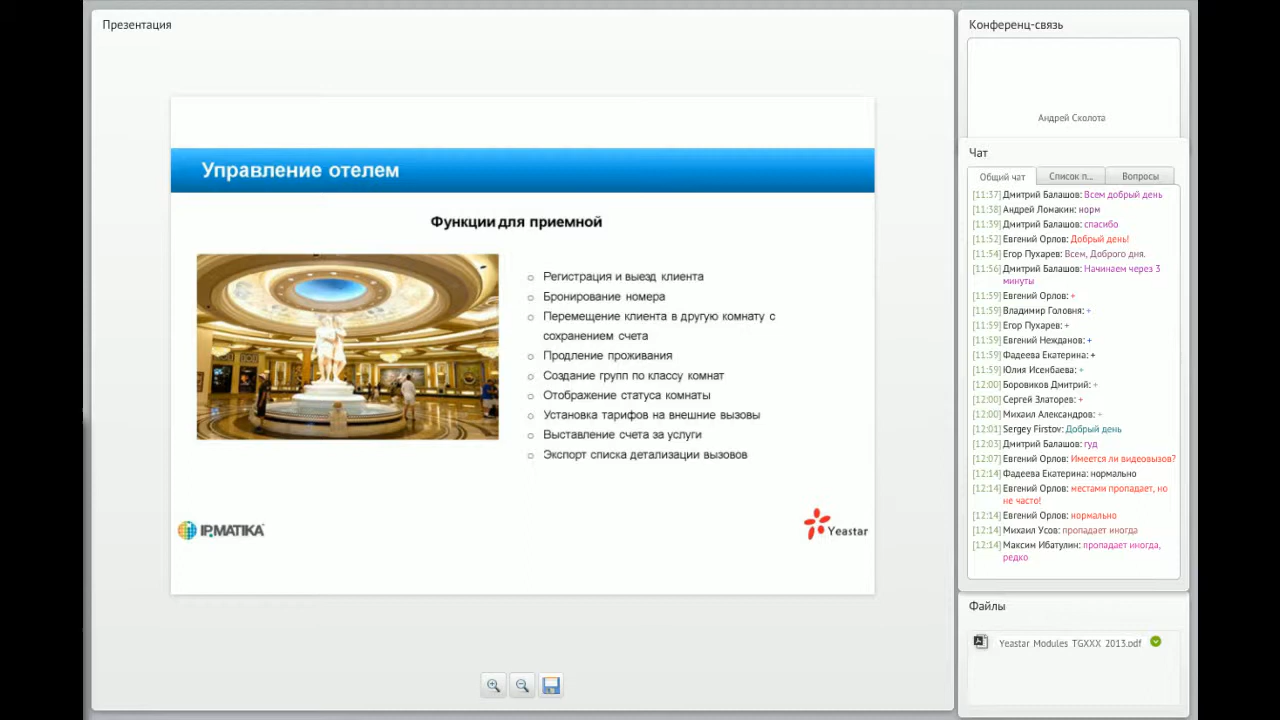 Презентация
Управление отелем
Функции для приемной
Регистрация и выезд клиента
Бронирование номера
Перемещение клиента в другую комнату с
сохранением счета
Продление проживания
Создание групп по классу комнат
Отображение статуса комнаты
Установка тарифов на внешние вызовы
Выставление счета за услуги
Экспорт списка детализации вызовов
IPMATIKA
Yeastar
Конференц-связь
Андрей Сколота
Чат
Общий чат Список п... Вопросы
[11:37] Дмитрий Балашов: Всем добрый день
[11:38] Андрей Ломакин: норм
[11:39] Дмитрий Балашов: спасибо
[11:52] Евгений Орлов: Добрый день!
[11:54] Егор Пухарев: Всем, Доброго дня.
[11:56] Дмитрий Балашов: Начинаем через 3
минуты
[11:59] Евгений Орлов: +
[11:59] Владимир Головня: +
[11:59] Егор Пухарев: +
[11:59] Евгений Нежданов: +
[11:59] Фадеева Екатерина: +
[11:59] Юлия Исенбаева: +
[12:00] Боровиков Дмитрий: +
[12:00] Сергей Златорев: +
[12:00] Михаил Александров: +
[12:01] Sergey Firstov: Добрый день
[12:03] Дмитрий Балашов: гуд
[12:07] Евгений Орлов: Имеется ли видеовызов?
[12:14] Фадеева Екатерина: нормально
[12:14] Евгений Орлов: местами пропадает, но
не часто!
[12:14] Евгений Орлов: нормально
[12:14] Михаил Усов: пропадает иногда
[12:14] Максим Ибатулин: пропадает иногда,
редко
Файлы
Yeastar Modules TGXXX 2013.pdf